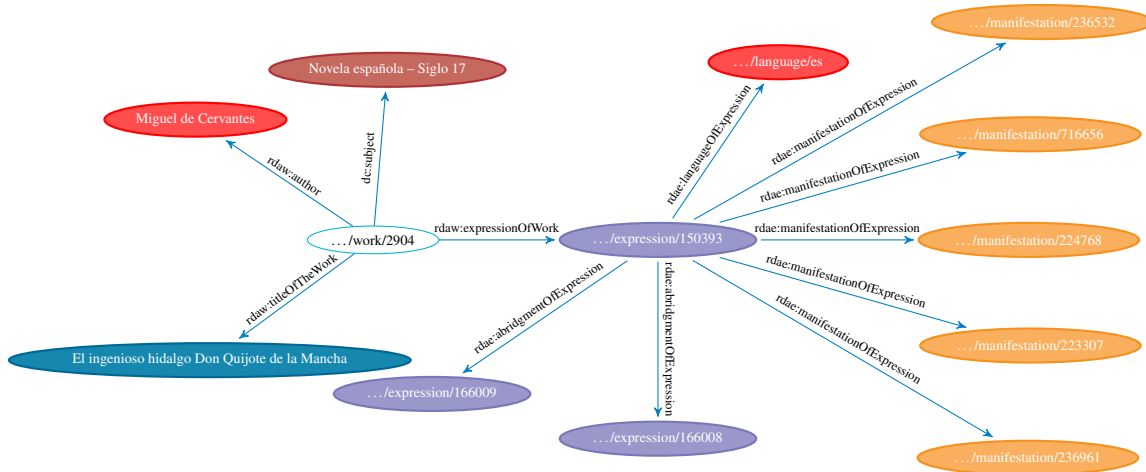 …/manifestation/236532
Novela española – Siglo 17
…/language/es
Miguel de Cervantes
rdae:manifestationOfExpression
…/manifestation/716656
rdae:languageOfExpression
dc:subject
rdaw:author
rdae:manifestationOfExpression
…/work/2904
rdaw:expressionOfWork
…/expression/150393
rdae:manifestationOfExpression
…/manifestation/224768
rdaw:titleOfTheWork
rdae:abridgmentOfExpression
rdae:abridgmentOfExpression
rdae:manifestationOfExpression
rdae:manifestationOfExpression
…/manifestation/223307
El ingenioso hidalgo Don Quijote de la Mancha
…/expression/166009
…/expression/166008
…/manifestation/236961